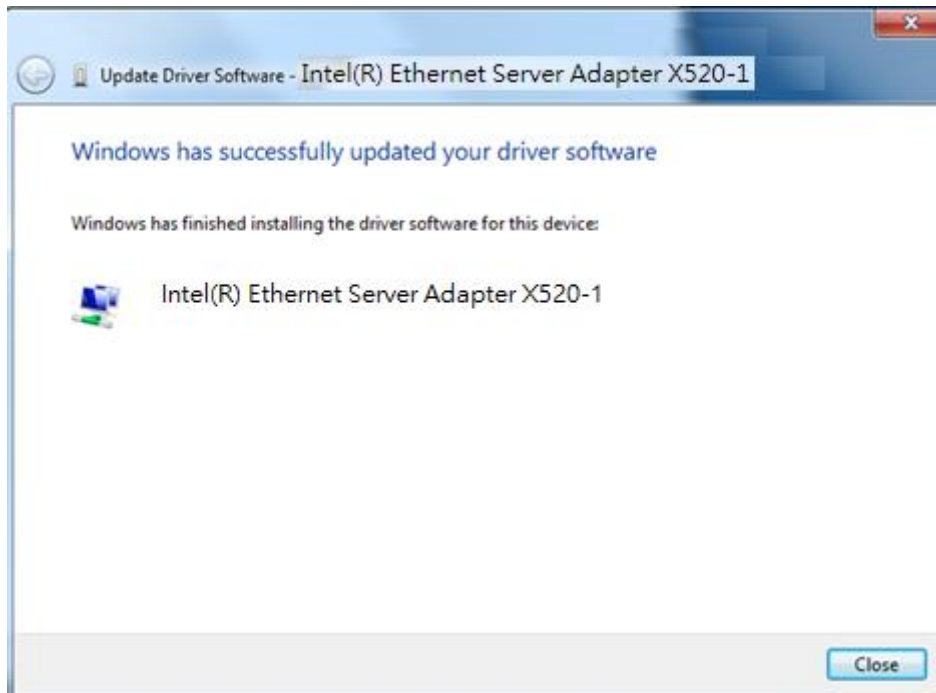 Update Driver Software - Intel(R) Ethernet Server Adapter X520-1
Windows has successfully updated your driver software
Windows has finished installing the driver software for this device:
Intel(R) Ethernet Server Adapter X520-1
Close